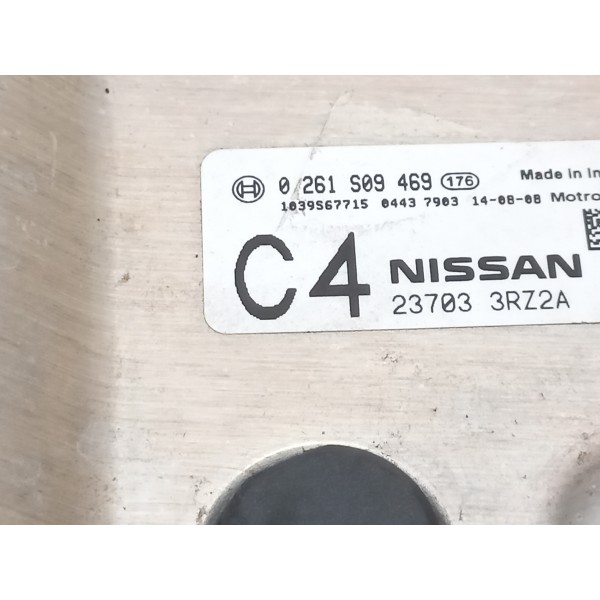 0 261 S09 469 176 Made in In
1039S67715 0443 7903 14-08-08 Motro
C4 NISSAN
23703 3RZ2A